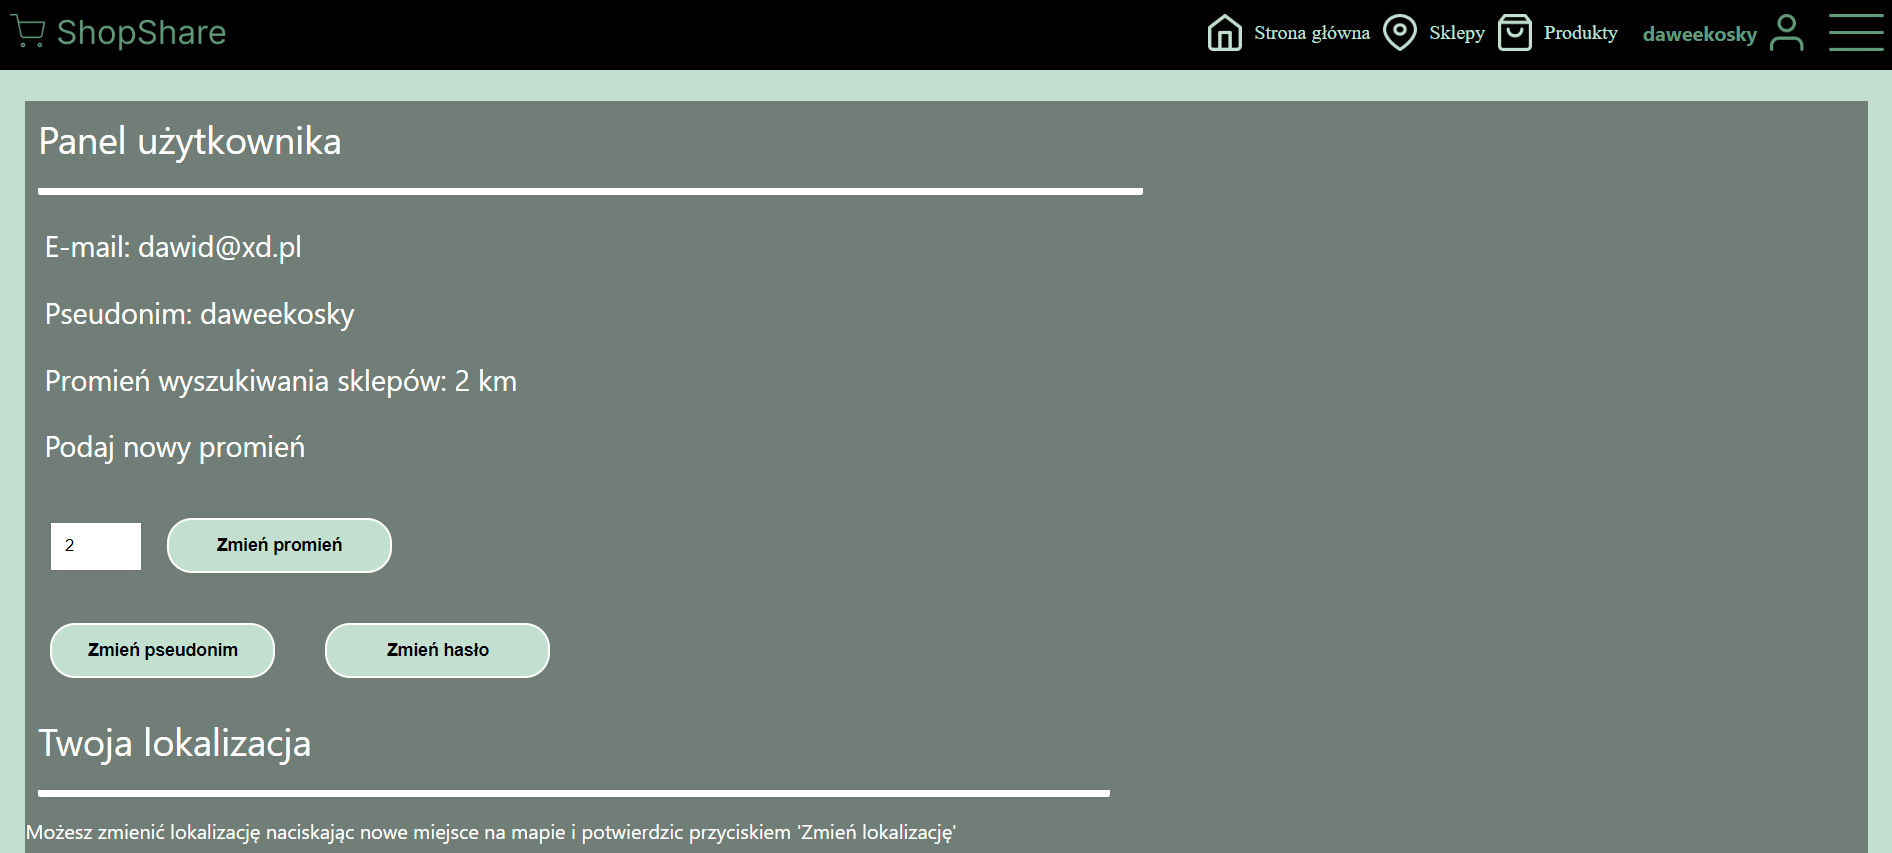 ShopShare Strona główna Sklepy Produkty daweekosky
Panel użytkownika
E-mail: dawid@xd.pl
Pseudonim: daweekosky
Promień wyszukiwania sklepów: 2 km
Podaj nowy promień
2 Zmień promień
Zmień pseudonim Zmień hasło
Twoja lokalizacja
Możesz zmienić lokalizację naciskając nowe miejsce na mapie i potwierdzic przyciskiem 'Zmień lokalizację'